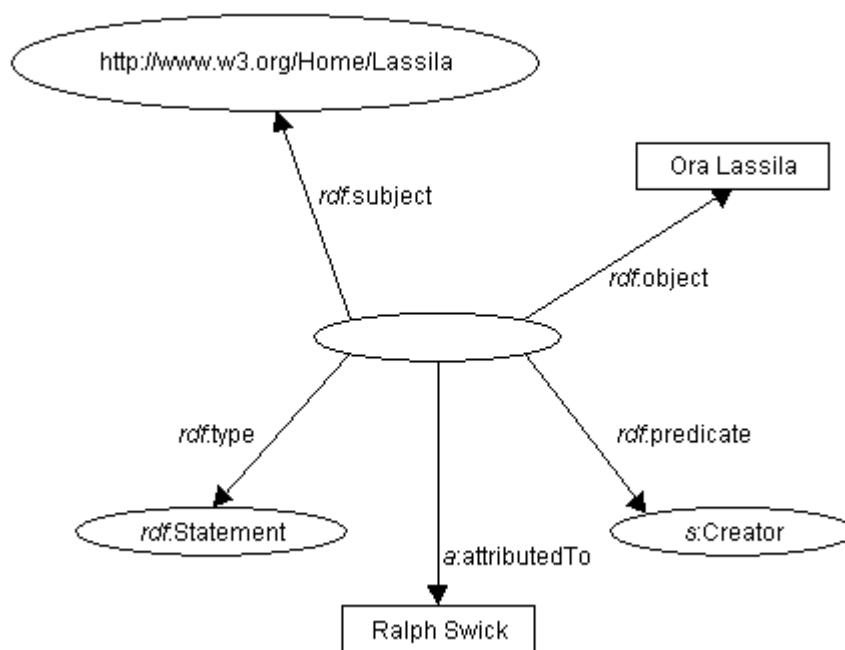 http://www.w3.org/Home/Lassila
Ora Lassila
rdf:subject
rdf:object
rdf:type
rdf:predicate
rdf:Statement
s:Creator
a:attributedTo
Ralph Swick